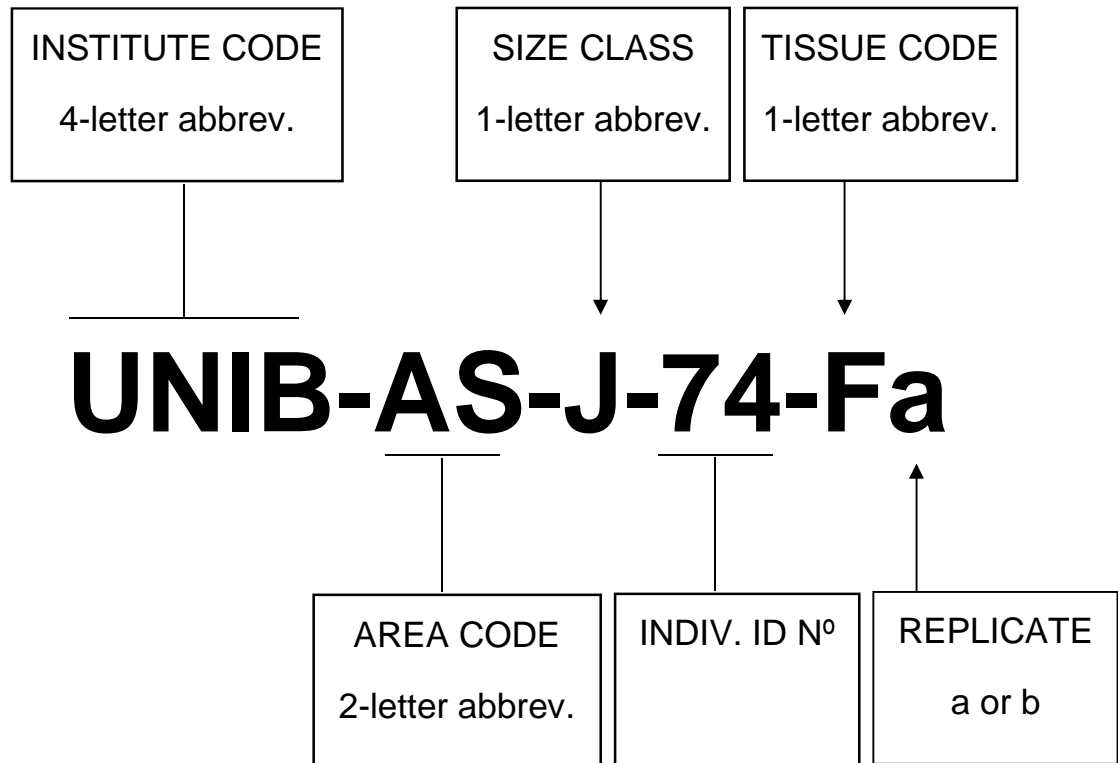 INSTITUTE CODE
4-letter abbrev.
SIZE CLASS
1-letter abbrev.
TISSUE CODE
1-letter abbrev.
UNIB-AS-J-74-Fa
AREA CODE
2-letter abbrev.
INDIV. ID Nº
REPLICATE
a or b